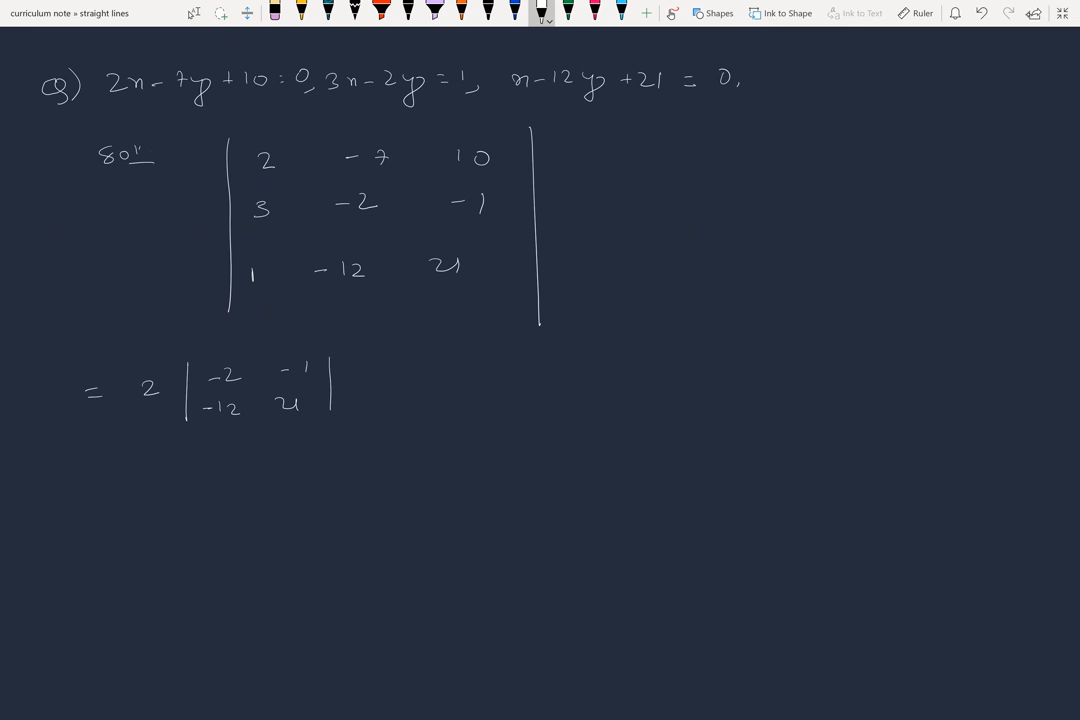 curriculum note » straight lines
Shapes Ink to Shape Ink to Text Ruler
Q) 2x - 7y + 10 = 0, 3x - 2y = 1, x - 12y + 21 = 0.
Solⁿ
2 -7 10
3 -2 -1
1 -12 21
= 2 | -2 -1 |
-12 21